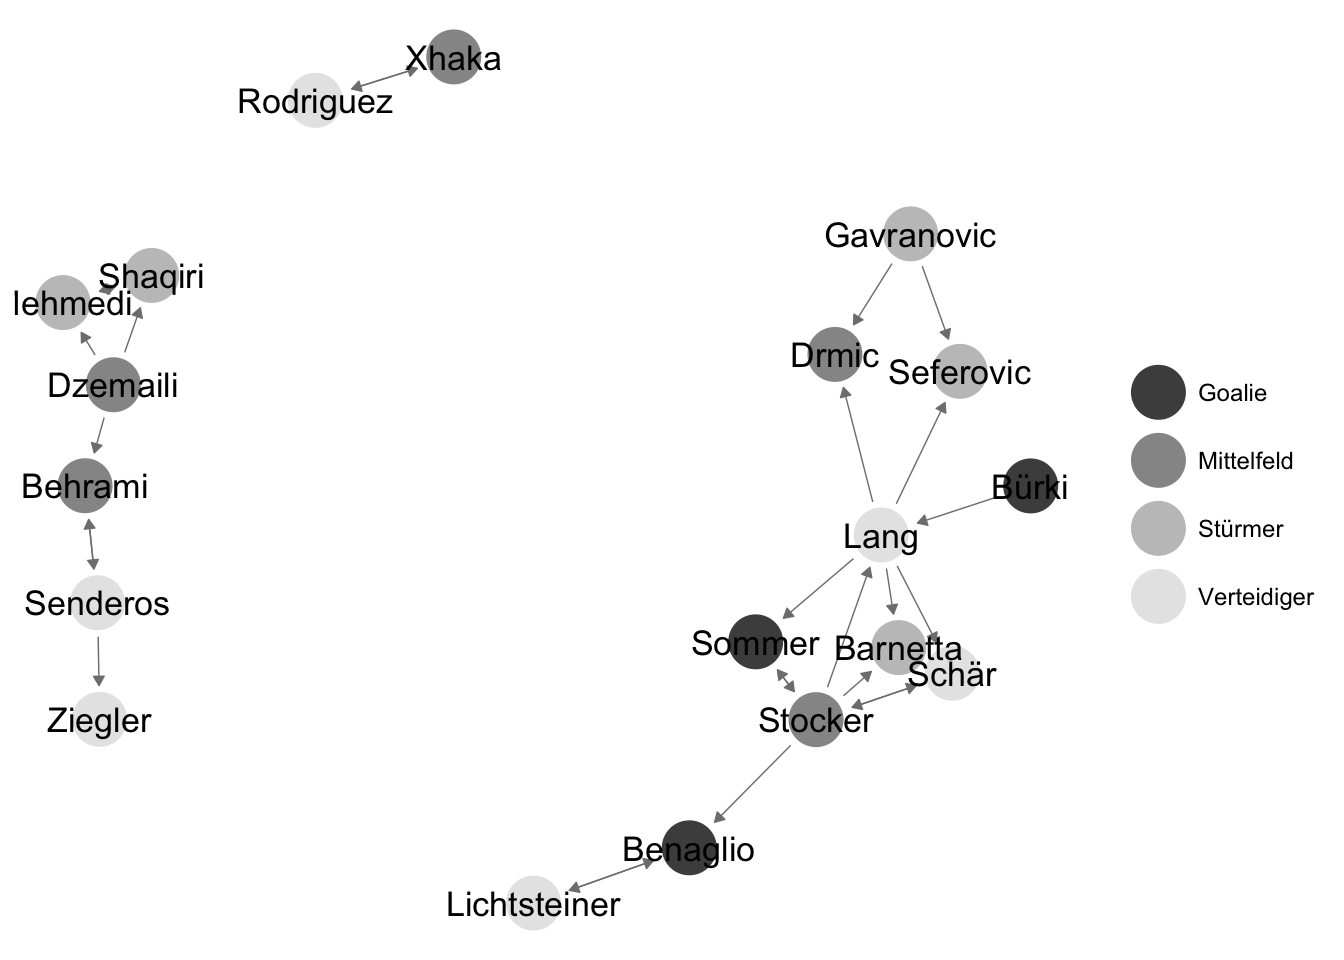 Xhaka
Rodriguez
Gavranovic
Shaqiri
lehmedi
Drmic
Seferovic
Dzemaili
Behrami
Bürki
Lang
Senderos
Sommer
Barnetta
Schär
Ziegler
Stocker
Benaglio
Lichtsteiner
Goalie
Mittelfeld
Stürmer
Verteidiger